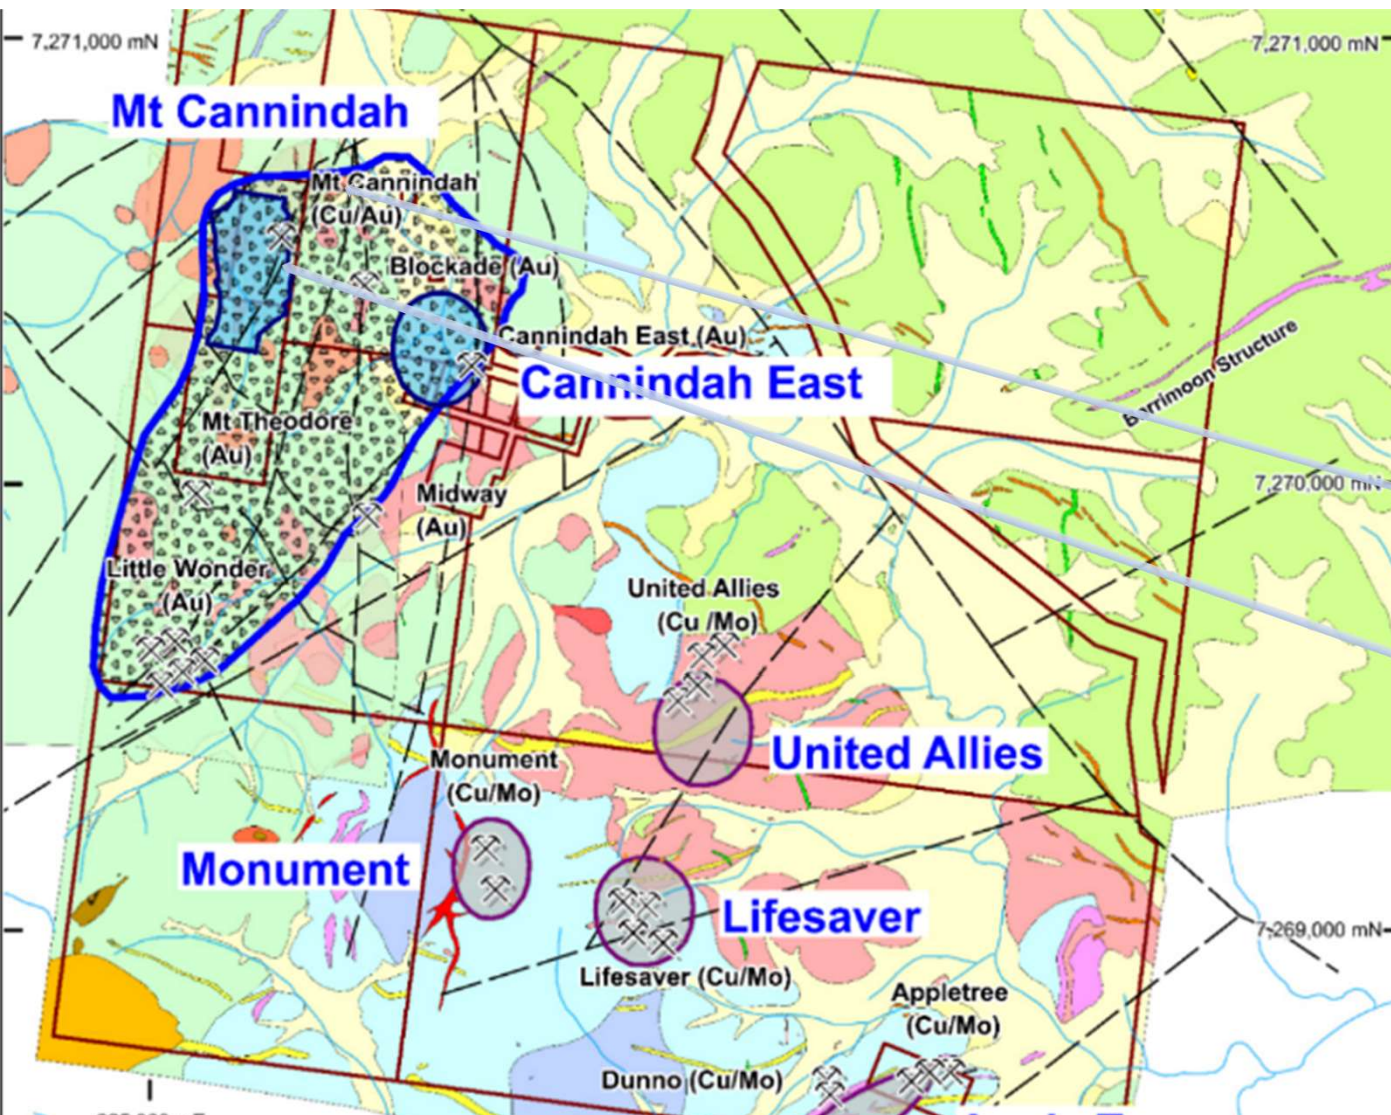 7,271,000 mN
7,271,000 mN
Mt Cannindah
Mt Cannindah
(Cu/Au)
Blockade (Au)
Cannindah East (Au)
Cannindah East
Berrimoon Structure
Mt Theodore
(Au)
7,270,000 mN
Midway
(Au)
Little Wonder
(Au)
United Allies
(Cu /Mo)
United Allies
Monument
(Cu/Mo)
Monument
Lifesaver
7,269,000 mN
Lifesaver (Cu/Mo)
Appletree
(Cu/Mo)
Dunno (Cu/Mo)